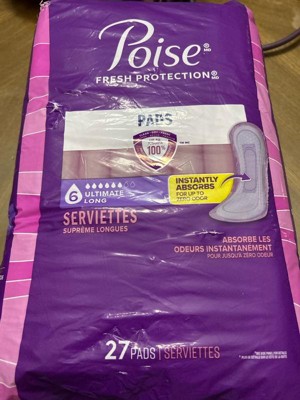 Poise
FRESH PROTECTION
PADS
100%
6 ULTIMATE
LONG
INSTANTLY
ABSORBS
FOR UP TO
ZERO ODOR
SERVIETTES
SUPRÊME LONGUES
ABSORBE LES
ODEURS INSTANTANÉMENT
POUR JUSQU'À ZÉRO ODEUR
27 PADS | SERVIETTES